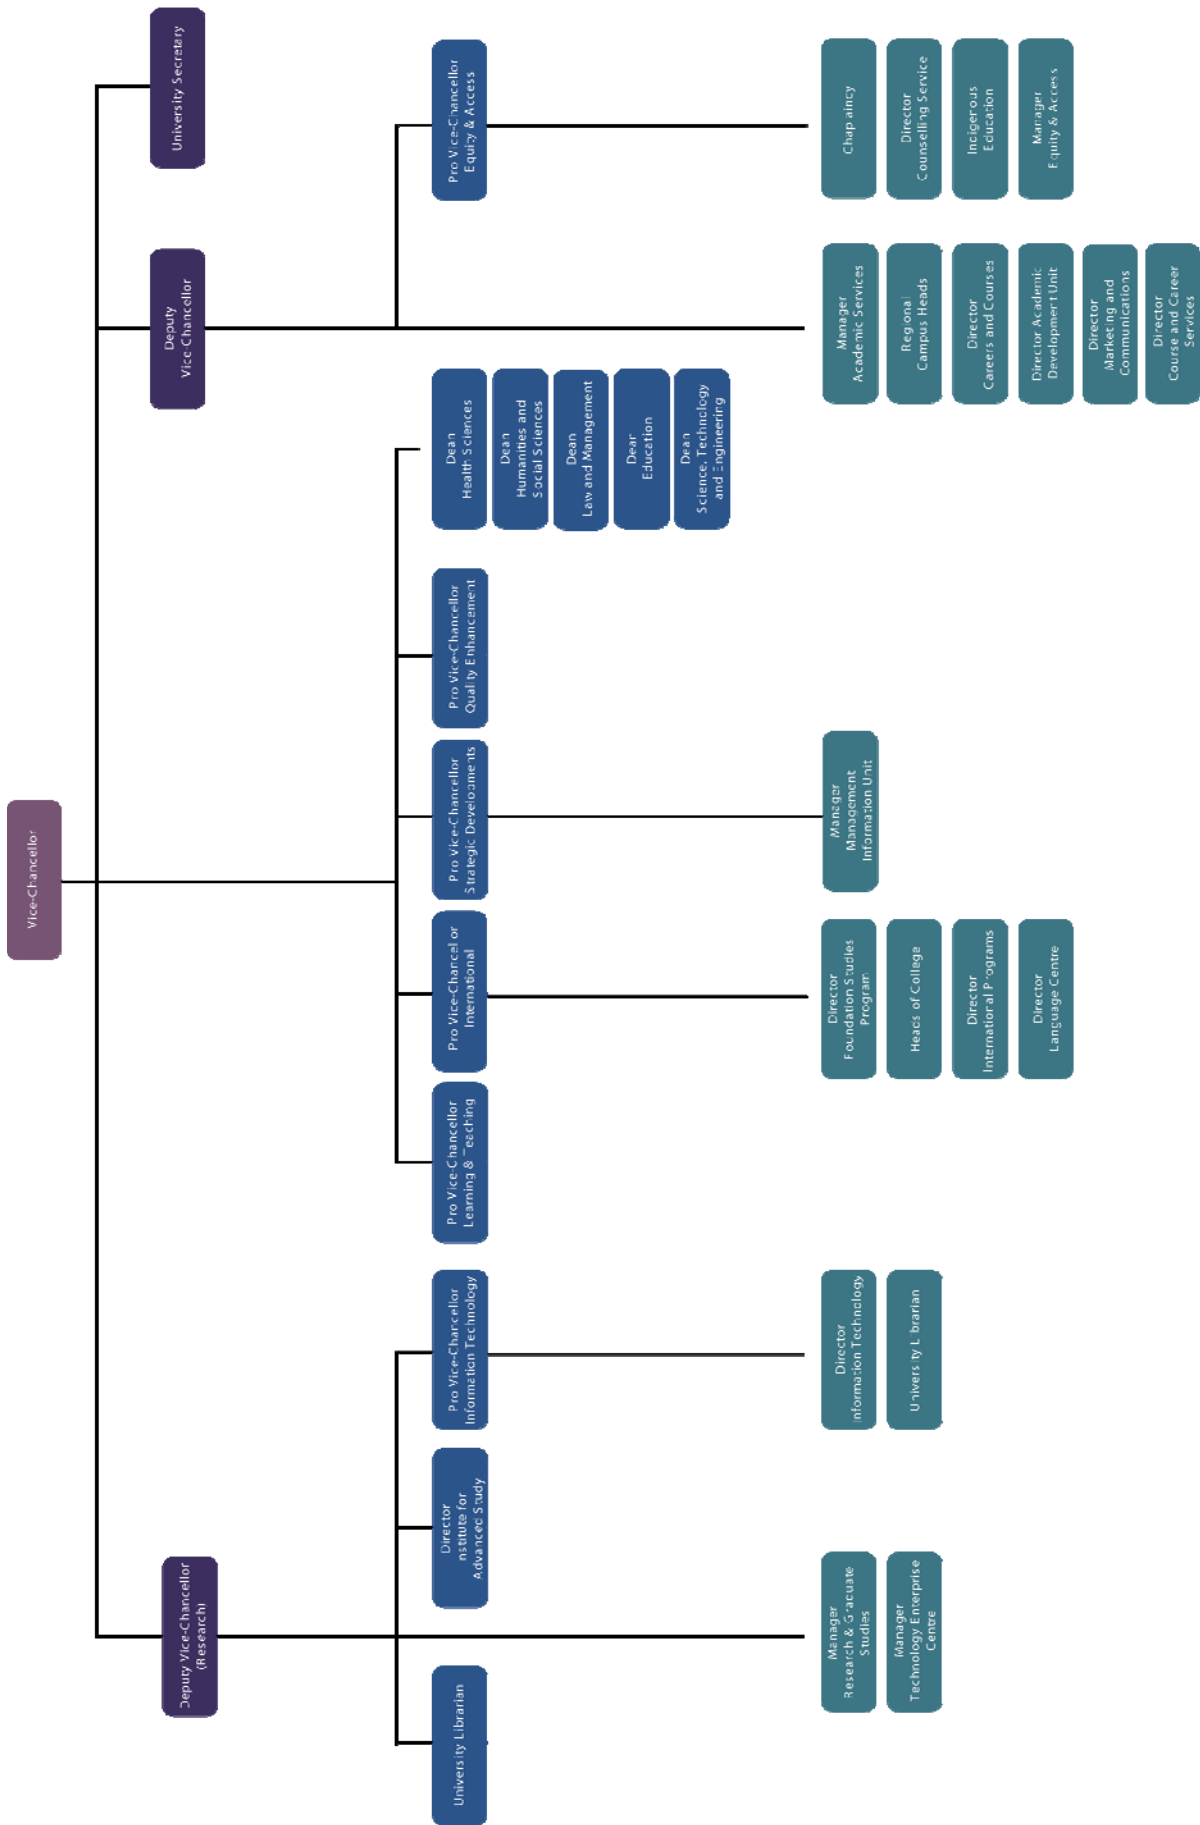 Vice-Chancellor
Deputy Vice-Chancellor
(Research)
Deputy
Vice-Chancellor
University Secretary
University Librarian
Director
Institute for
Advanced Study
Pro Vice-Chancellor
Information Technology
Pro Vice-Chancellor
Learning & Teaching
Pro Vice-Chancellor
International
Pro Vice-Chancellor
Strategic Developments
Pro Vice-Chancellor
Quality Enhancement
Dean
Health Sciences
Dean
Humanities and
Social Sciences
Dean
Law and Management
Dean
Education
Dean
Science, Technology
and Engineering
Pro Vice-Chancellor
Equity & Access
Manager
Research & Graduate
Studies
Manager
Technology Enterprise
Centre
Director
Information Technology
University Librarian
Director
Foundation Studies
Program
Heads of College
Director
International Programs
Director
Language Centre
Manager
Management
Information Unit
Manager
Academic Services
Regional
Campus Heads
Director
Careers and Courses
Director Academic
Development Unit
Director
Marketing and
Communications
Director
Course and Career
Services
Chaplaincy
Director
Counselling Service
Indigenous
Education
Manager
Equity & Access